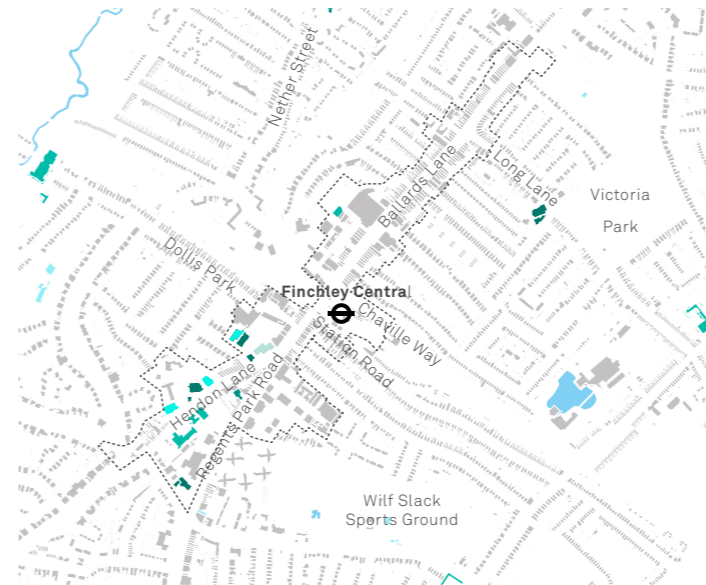 Nether Street
Ballards Lane
Long Lane
Victoria
Park
Dollis Park
Finchley Central
Chaville Way
Station Road
Hendon Lane
Regents Park Road
Wilf Slack
Sports Ground